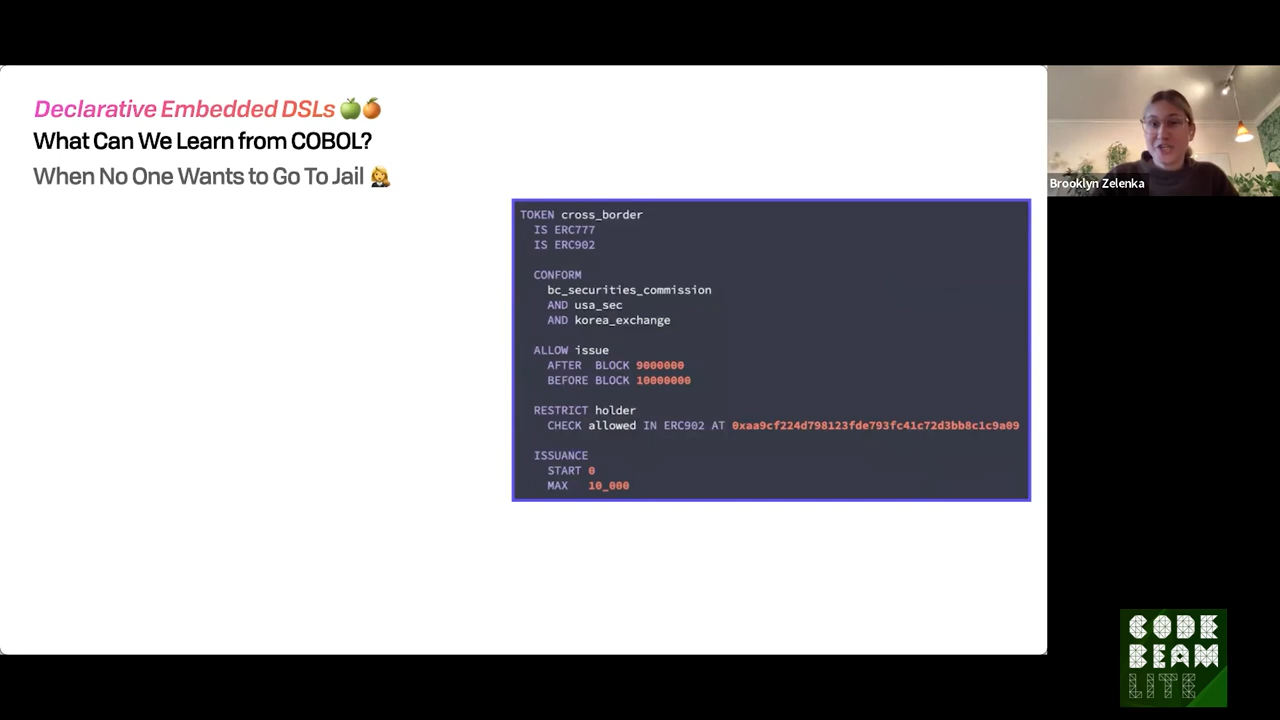 Declarative Embedded DSLs 🍏🍊
What Can We Learn from COBOL?
When No One Wants to Go To Jail 👩‍⚖️
TOKEN cross_border
IS ERC777
IS ERC902
CONFORM
bc_securities_commission
AND usa_sec
AND korea_exchange
ALLOW issue
AFTER BLOCK 9000000
BEFORE BLOCK 10000000
RESTRICT holder
CHECK allowed IN ERC902 AT 0xaa9cf224d798123fde793fc41c72d3bb8c1c9a09
ISSUANCE
START 0
MAX 10_000
Brooklyn Zelenka
CODE
BEAM
LITE